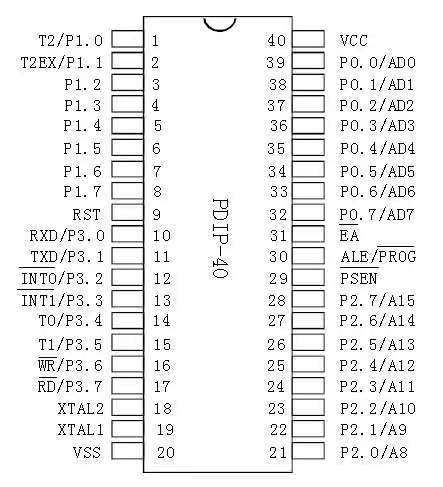 T2/P1.0 1 40 VCC
T2EX/P1.1 2 39 P0.0/AD0
P1.2 3 38 P0.1/AD1
P1.3 4 37 P0.2/AD2
P1.4 5 36 P0.3/AD3
P1.5 6 35 P0.4/AD4
P1.6 7 34 P0.5/AD5
P1.7 8 33 P0.6/AD6
RST 9 32 P0.7/AD7
RXD/P3.0 10 31 EA
TXD/P3.1 11 30 ALE/PROG
INT0/P3.2 12 29 PSEN
INT1/P3.3 13 28 P2.7/A15
T0/P3.4 14 27 P2.6/A14
T1/P3.5 15 26 P2.5/A13
WR/P3.6 16 25 P2.4/A12
RD/P3.7 17 24 P2.3/A11
XTAL2 18 23 P2.2/A10
XTAL1 19 22 P2.1/A9
VSS 20 21 P2.0/A8
PDIP-40